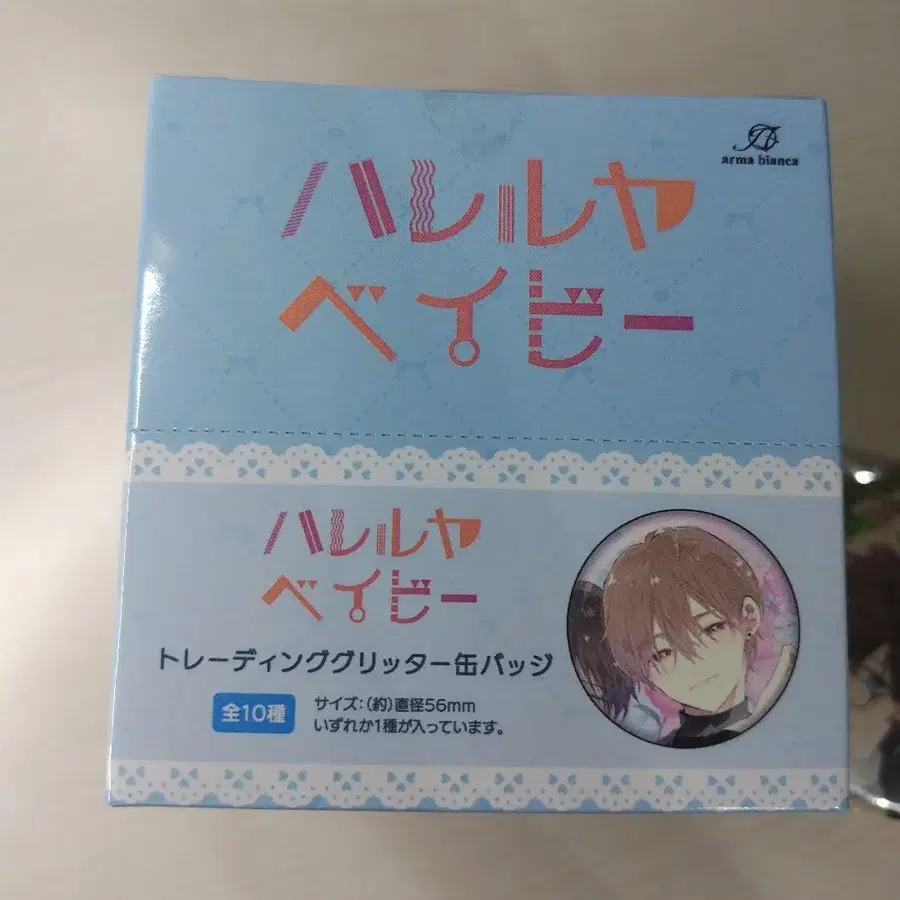 arma bianca
ハレルヤ
ベイビー
ハレルヤ
ベイビー
トレーディンググリッター缶バッジ
全10種
サイズ:(約)直径56mm
いずれか1種が入っています。